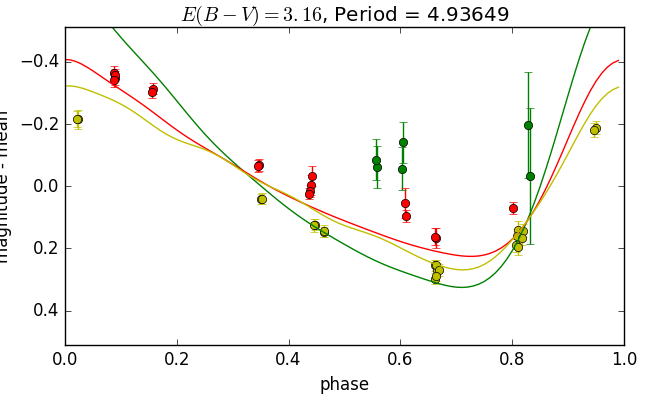 E(B − V) = 3.16, Period = 4.93649
−0.4
−0.2
0.0
0.2
0.4
magnitude - mean
0.0 0.2 0.4 0.6 0.8 1.0
phase